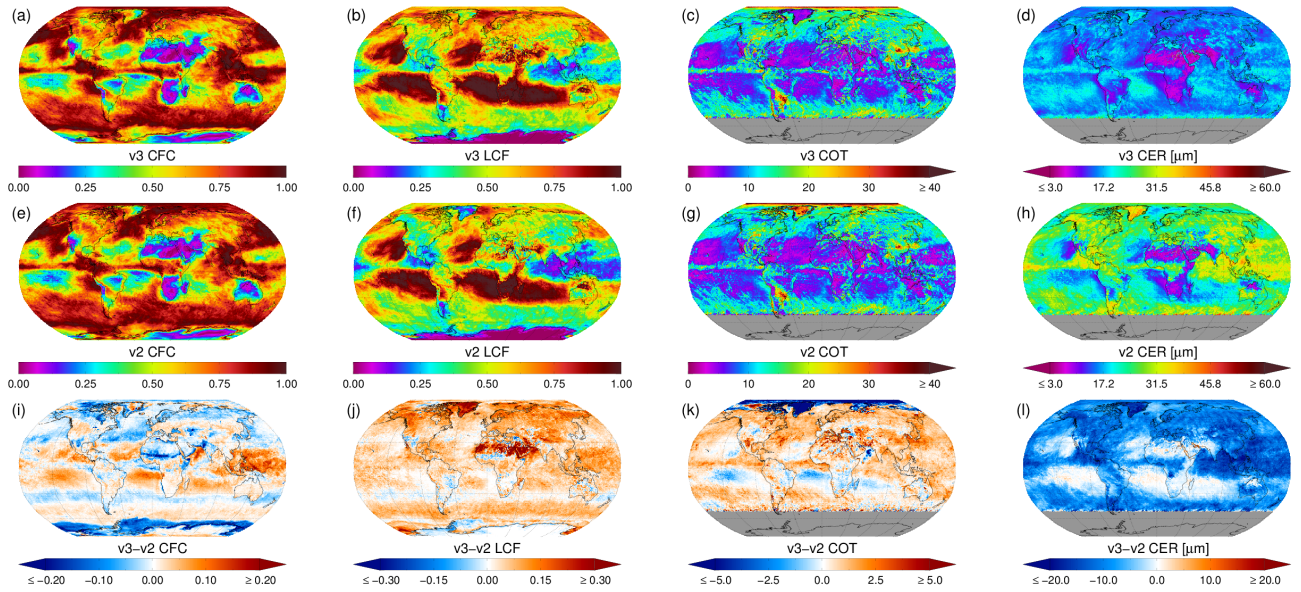 (a) (b) (c) (d)
v3 CFC v3 LCF v3 COT v3 CER [μm]
0.00 0.25 0.50 0.75 1.00 0.00 0.25 0.50 0.75 1.00 0 10 20 30 ≥ 40 ≤ 3.0 17.2 31.5 45.8 ≥ 60.0
(e) (f) (g) (h)
v2 CFC v2 LCF v2 COT v2 CER [μm]
0.00 0.25 0.50 0.75 1.00 0.00 0.25 0.50 0.75 1.00 0 10 20 30 ≥ 40 ≤ 3.0 17.2 31.5 45.8 ≥ 60.0
(i) (j) (k) (l)
v3−v2 CFC v3−v2 LCF v3−v2 COT v3−v2 CER [μm]
≤ −0.20 −0.10 0.00 0.10 ≥ 0.20 ≤ −0.30 −0.15 0.00 0.15 ≥ 0.30 ≤ −5.0 −2.5 0.0 2.5 ≥ 5.0 ≤ −20.0 −10.0 0.0 10.0 ≥ 20.0